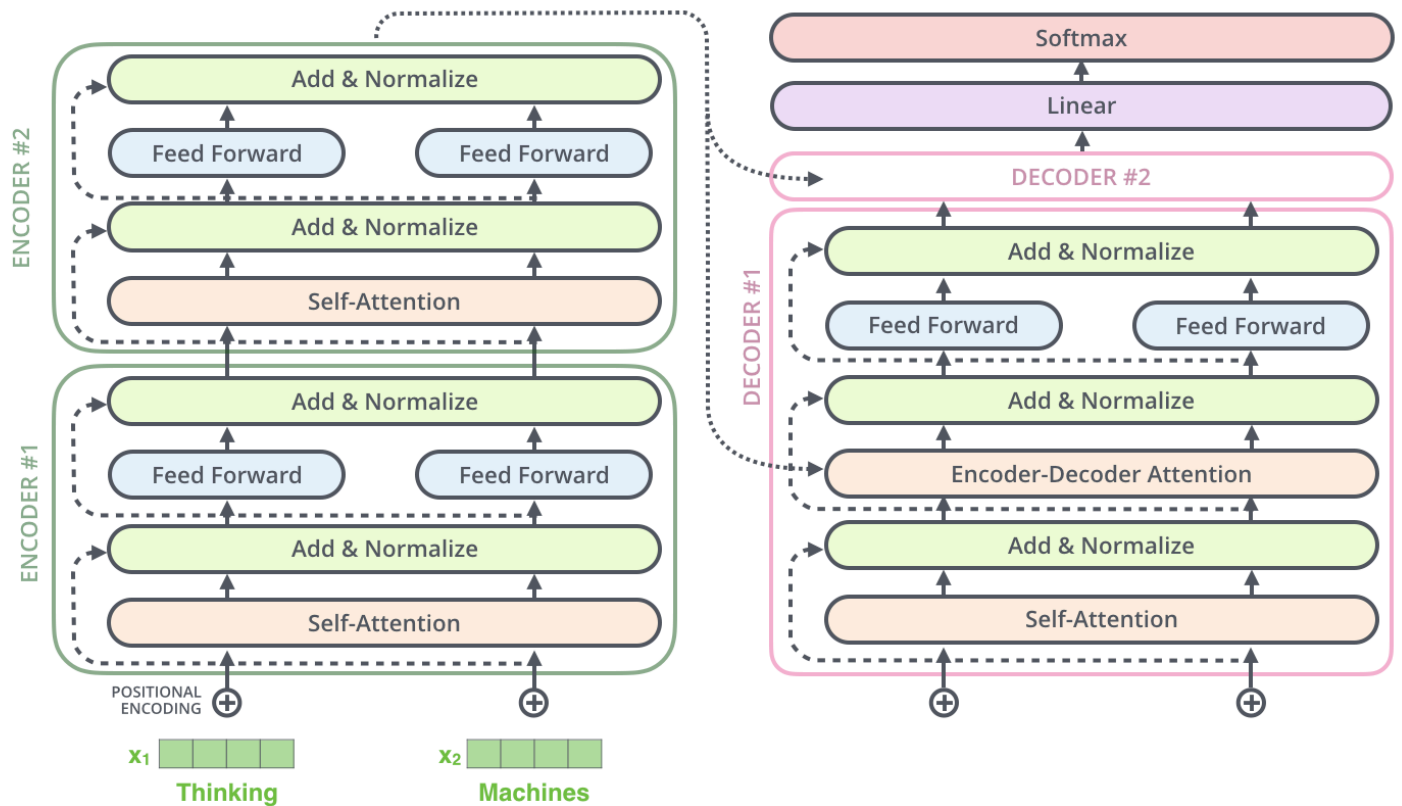 ENCODER #2
Add & Normalize
Feed Forward
Feed Forward
Add & Normalize
Self-Attention
ENCODER #1
Add & Normalize
Feed Forward
Feed Forward
Add & Normalize
Self-Attention
POSITIONAL
ENCODING
x₁
x₂
Thinking
Machines
Softmax
Linear
DECODER #2
DECODER #1
Add & Normalize
Feed Forward
Feed Forward
Add & Normalize
Encoder-Decoder Attention
Add & Normalize
Self-Attention